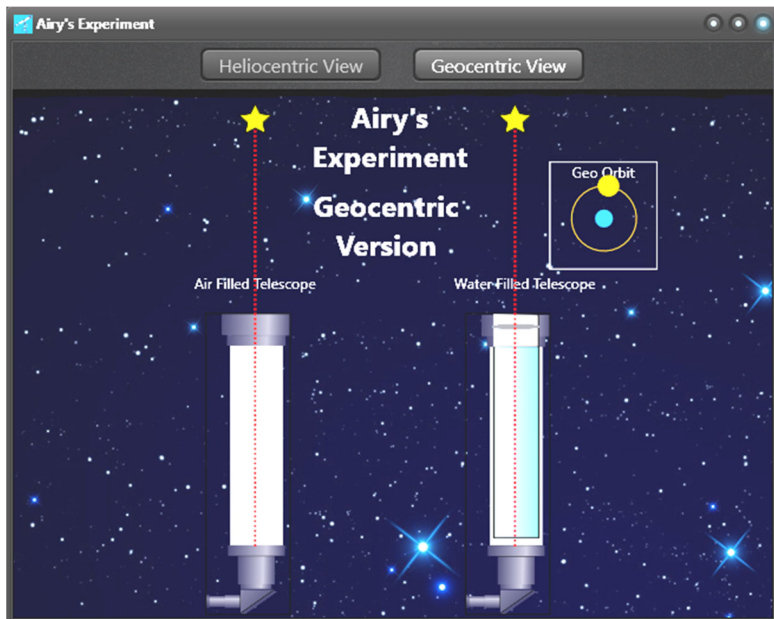 Airy's Experiment
Heliocentric View
Geocentric View
Airy's
Experiment
Geocentric
Version
Geo Orbit
Air Filled Telescope
Water Filled Telescope